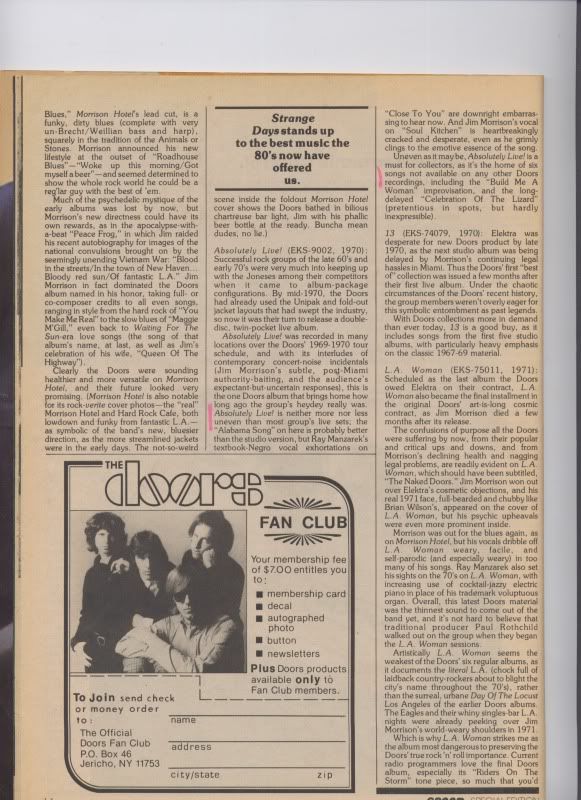 Blues," Morrison Hotel's lead cut, is a
funky, dirty blues (complete with very
un-Brecht/Weillian bass and harp),
squarely in the tradition of the Animals or
Stones. Morrison announced his new
lifestyle at the outset of "Roadhouse
Blues"—"Woke up this morning/Got
myself a beer"—and seemed determined to
show the whole rock world he could be a
reg'lar guy with the best of 'em.
Much of the psychedelic mystique of the
early albums was lost by now, but
Morrison's new directness could have its
own rewards, as in the apocalypse-with-
a-beat "Peace Frog," in which Jim raided
his recent autobiography for images of the
national convulsions brought on by the
seemingly unending Vietnam War: "Blood
in the streets/In the town of New Haven....
Bloody red sun/Of fantastic L.A." Jim
Morrison in fact dominated the Doors
album named in his honor, taking full- or
co-composer credits to all even songs,
ranging in style from the hard rock of "You
Make Me Real" to the slow blues of "Maggie
M'Gill," even back to Waiting For The
Sun-era love songs (the song of that
album's name, at last, as well as Jim's
celebration of his wife, "Queen Of The
Highway").
Clearly the Doors were sounding
healthier and more versatile on Morrison
Hotel, and their future looked very
promising. (Morrison Hotel is also notable
for its rock-verite cover photos—the "real"
Morrison Hotel and Hard Rock Cafe, both
lowdown and funky from fantastic L.A.—
as symbolic of the band's new, bluesier
direction, as the more streamlined jackets
were in the early days. The not-so-weird
Strange
Days stands up
to the best music the
80's now have
offered
us.
scene inside the foldout Morrison Hotel
cover shows the Doors bathed in bilious
chartreuse bar light, Jim with his phallic
beer bottle at the ready. Buncha mean
dudes, no lie.)
Absolutely Live! (EKS-9002, 1970):
Successful rock groups of the late 60's and
early 70's were very much into keeping up
with the Joneses among their competitors
when it came to album-package
configurations. By mid-1970, the Doors
had already used the Unipak and fold-out
jacket layouts that had swept the industry,
so now it was their turn to release a double-
disc, twin-pocket live album.
Absolutely Live! was recorded in many
locations over the Doors' 1969-1970 tour
schedule, and with its interludes of
contemporary concert-noise incidentals
(Jim Morrison's subtle, post-Miami
authority-baiting, and the audience's
expectant-but-uncertain responses), this is
the one Doors album that brings home how
long ago the group's heyday really was.
Absolutely Live! is neither more nor less
uneven than most group's live sets; the
"Alabama Song" on here is probably better
than the studio version, but Ray Manzarek's
textbook-Negro vocal exhortations on
"Close To You" are downright embarras-
sing to hear now. And Jim Morrison's vocal
on "Soul Kitchen" is heartbreakingly
cracked and desperate, even as he grimly
clings to the emotive essence of the song.
Uneven as it may be, Absolutely Live! is a
must for collectors, as it's the home of six
songs not available on any other Doors
recordings, including the "Build Me A
Woman" improvisation, and the long-
delayed "Celebration Of The Lizard"
(pretentious in spots, but hardly
inexpressible).
13 (EKS-74079, 1970): Elektra was
desperate for new Doors product by late
1970, as the next studio album was being
delayed by Morrison's continuing legal
hassles in Miami. Thus the Doors' first "best
of" collection was issued a few months after
their first live album. Under the chaotic
circumstances of the Doors' recent history,
the group members weren't overly eager for
this symbolic entombment as past legends.
With Doors collections more in demand
than ever today, 13 is a good buy, as it
includes songs from the first five studio
albums, with particularly heavy emphasis
on the classic 1967-69 material.
L.A. Woman (EKS-75011, 1971):
Scheduled as the last album the Doors
owed Elektra on their contract, L.A.
Woman also became the final installment in
the original Doors' art-is-long cosmic
contract, as Jim Morrison died a few
months after its release.
The confusions of purpose all the Doors
were suffering by now, from their popular
and critical ups and downs, and from
Morrison's declining health and nagging
legal problems, are readily evident on L.A.
Woman, which should have been subtitled,
"The Naked Doors." Jim Morrison won out
over Elektra's cosmetic objections, and his
real 1971 face, full-bearded and chubby like
Brian Wilson's, appeared on the cover of
L.A. Woman, but his psychic upheavals
were even more prominent inside.
Morrison was out for the blues again, as
on Morrison Hotel, but his vocals dribble off
L.A. Woman weary, facile, and
self-parodic (and especially weary) in too
many of his songs. Ray Manzarek also set
his sights on the 70's on L.A. Woman, with
increasing use of cocktail-jazzy electric
piano in place of his trademark voluptuous
organ. Overall, this latest Doors material
was the thinnest sound to come out of the
band yet, and it's not hard to believe that
traditional producer Paul Rothchild
walked out on the group when they began
the L.A. Woman sessions.
Artistically L.A. Woman seems the
weakest of the Doors' six regular albums, as
it documents the literal L.A. (chock full of
laidback country-rockers about to blight the
city's name throughout the 70's), rather
than the surreal, urbane Day Of The Locust
Los Angeles of the earlier Doors albums.
The Eagles and their whiny singles-bar L.A.
nights were already peeking over Jim
Morrison's world-weary shoulders in 1971.
Which is why L.A. Woman strikes me as
the album most dangerous to preserving the
Doors' true rock 'n' roll importance. Current
radio programmers love the final Doors
album, especially its "Riders On The
Storm" tone piece, so much that you'd
THE
doors
FAN CLUB
Your membership fee
of $7.00 entitles you
to:
membership card
decal
autographed
photo
button
newsletters
Plus Doors products
available only to
Fan Club members.
To Join send check
or money order
to:
The Official
Doors Fan Club
P.O. Box 46
Jericho, NY 11753
name
address
city/state zip
SPECIAL EDITION